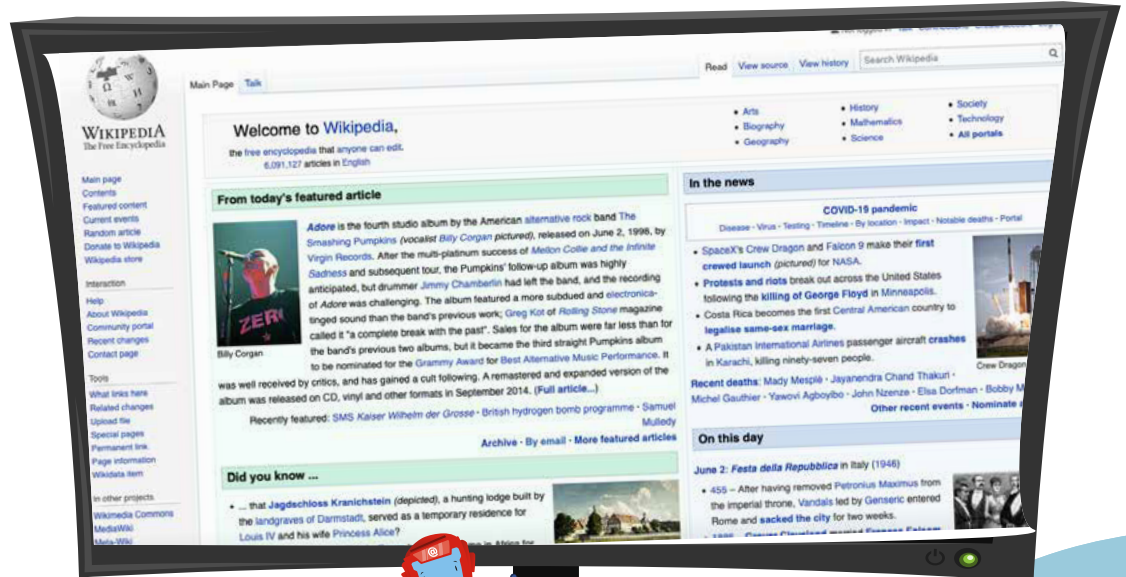 Main Page
Talk
Read
View source
View history
Search Wikipedia
WIKIPEDIA
The Free Encyclopedia
Main page
Contents
Featured content
Current events
Random article
Donate to Wikipedia
Wikipedia store
Interaction
Help
About Wikipedia
Community portal
Recent changes
Contact page
Tools
What links here
Related changes
Upload file
Special pages
Permanent link
Page information
Wikidata item
In other projects
Wikimedia Commons
MediaWiki
Meta-Wiki
Welcome to Wikipedia,
the free encyclopedia that anyone can edit.
6,091,127 articles in English
• Arts
• Biography
• Geography
• History
• Mathematics
• Science
• Society
• Technology
• All portals
From today's featured article
ZERO
Billy Corgan
Adore is the fourth studio album by the American alternative rock band The
Smashing Pumpkins (vocalist Billy Corgan pictured), released on June 2, 1998, by
Virgin Records. After the multi-platinum success of Mellon Collie and the Infinite
Sadness and subsequent tour, the Pumpkins' follow-up album was highly
anticipated, but drummer Jimmy Chamberlin had left the band, and the recording
of Adore was challenging. The album featured a more subdued and electronica-
tinged sound than the band's previous work; Greg Kot of Rolling Stone magazine
called it "a complete break with the past". Sales for the album were far less than for
the band's previous two albums, but it became the third straight Pumpkins album
to be nominated for the Grammy Award for Best Alternative Music Performance. It
was well received by critics, and has gained a cult following. A remastered and expanded version of the
album was released on CD, vinyl and other formats in September 2014. (Full article...)
Recently featured: SMS Kaiser Wilhelm der Grosse · British hydrogen bomb programme · Samuel
Mulledy
Archive · By email · More featured articles
Did you know ...
• ... that Jagdschloss Kranichstein (depicted), a hunting lodge built by
the landgraves of Darmstadt, served as a temporary residence for
Louis IV and his wife Princess Alice?
in Africa for
In the news
COVID-19 pandemic
Disease · Virus · Testing · Timeline · By location · Impact · Notable deaths · Portal
• SpaceX's Crew Dragon and Falcon 9 make their first
crewed launch (pictured) for NASA.
• Protests and riots break out across the United States
following the killing of George Floyd in Minneapolis.
• Costa Rica becomes the first Central American country to
legalise same-sex marriage.
• A Pakistan International Airlines passenger aircraft crashes
in Karachi, killing ninety-seven people.
Crew Dragon
Recent deaths: Mady Mesplé · Jayanendra Chand Thakuri ·
Michel Gauthier · Yawovi Agboyibo · John Nzenze · Elsa Dorfman · Bobby M
Other recent events · Nominate
On this day
June 2: Festa della Repubblica in Italy (1946)
• 455 – After having removed Petronius Maximus from
the imperial throne, Vandals led by Genseric entered
Rome and sacked the city for two weeks.
@